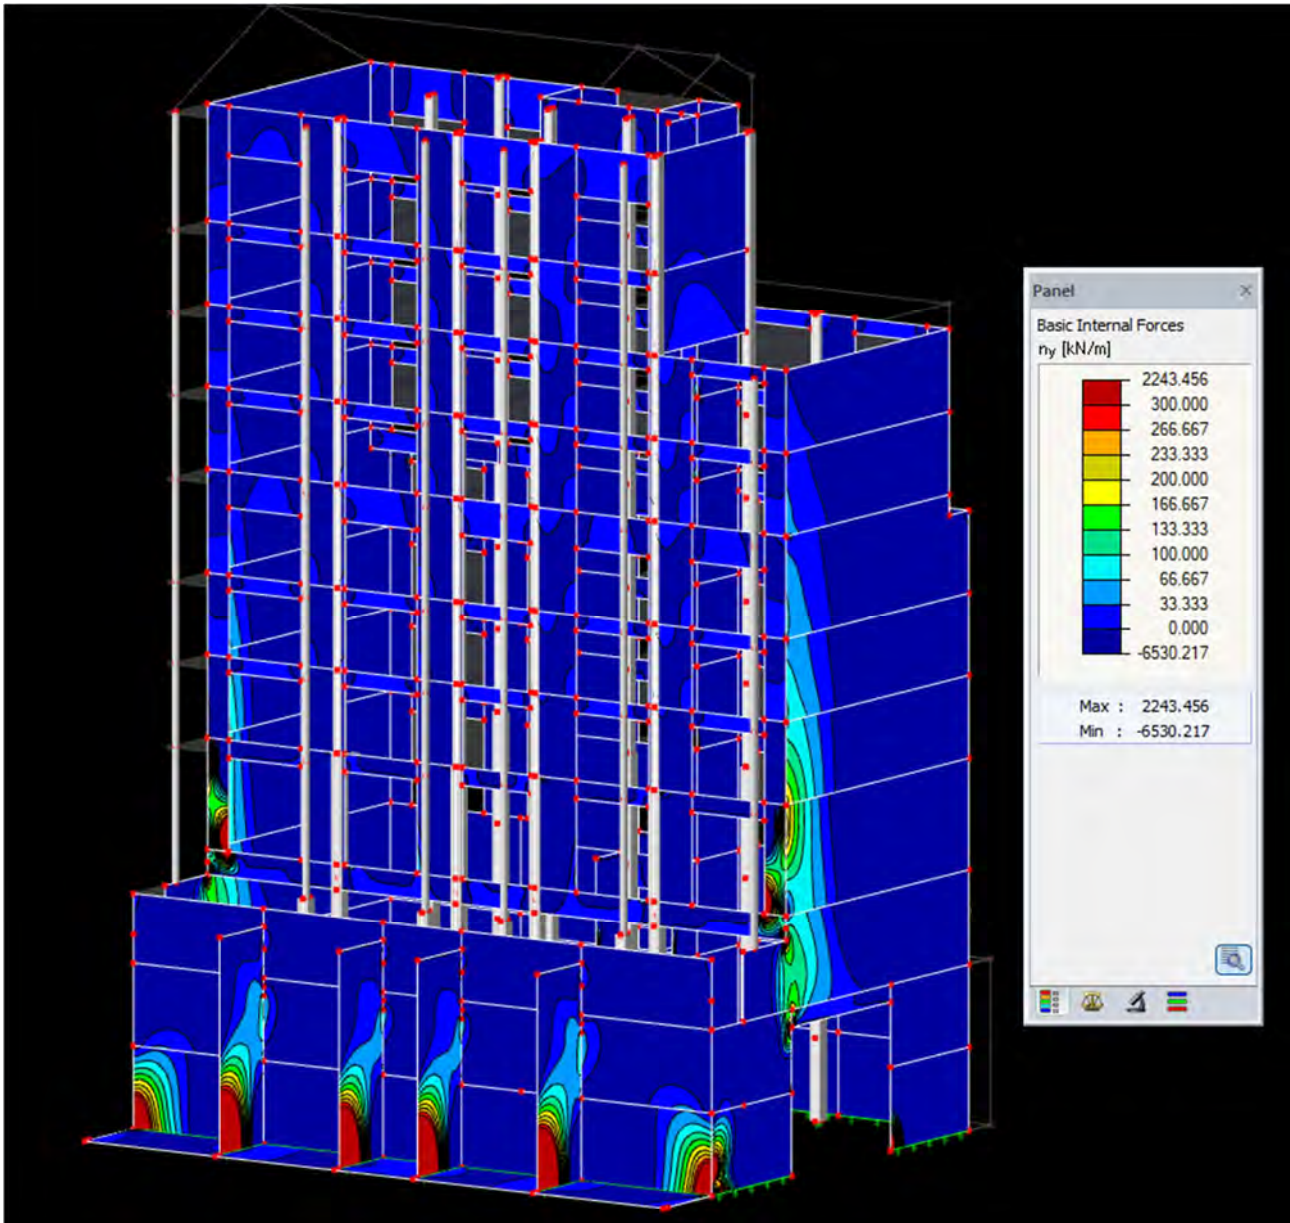 Panel
Basic Internal Forces
ny [kN/m]
2243.456
300.000
266.667
233.333
200.000
166.667
133.333
100.000
66.667
33.333
0.000
-6530.217
Max : 2243.456
Min : -6530.217